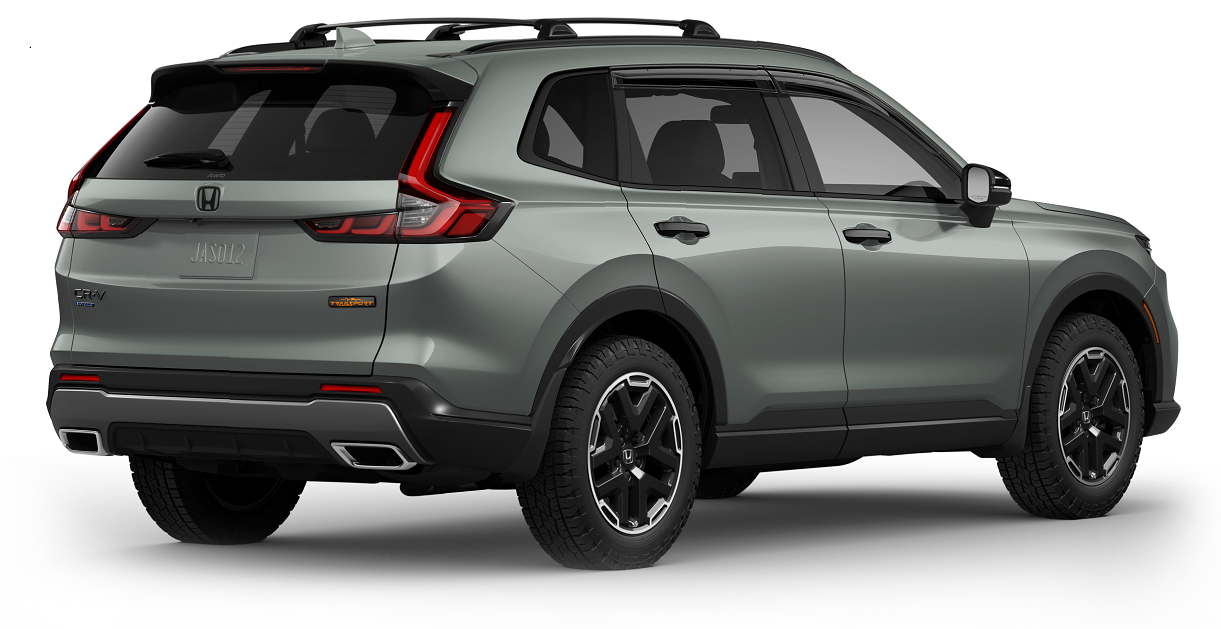 AWD
JAS012
CR-V
TRAILSPORT